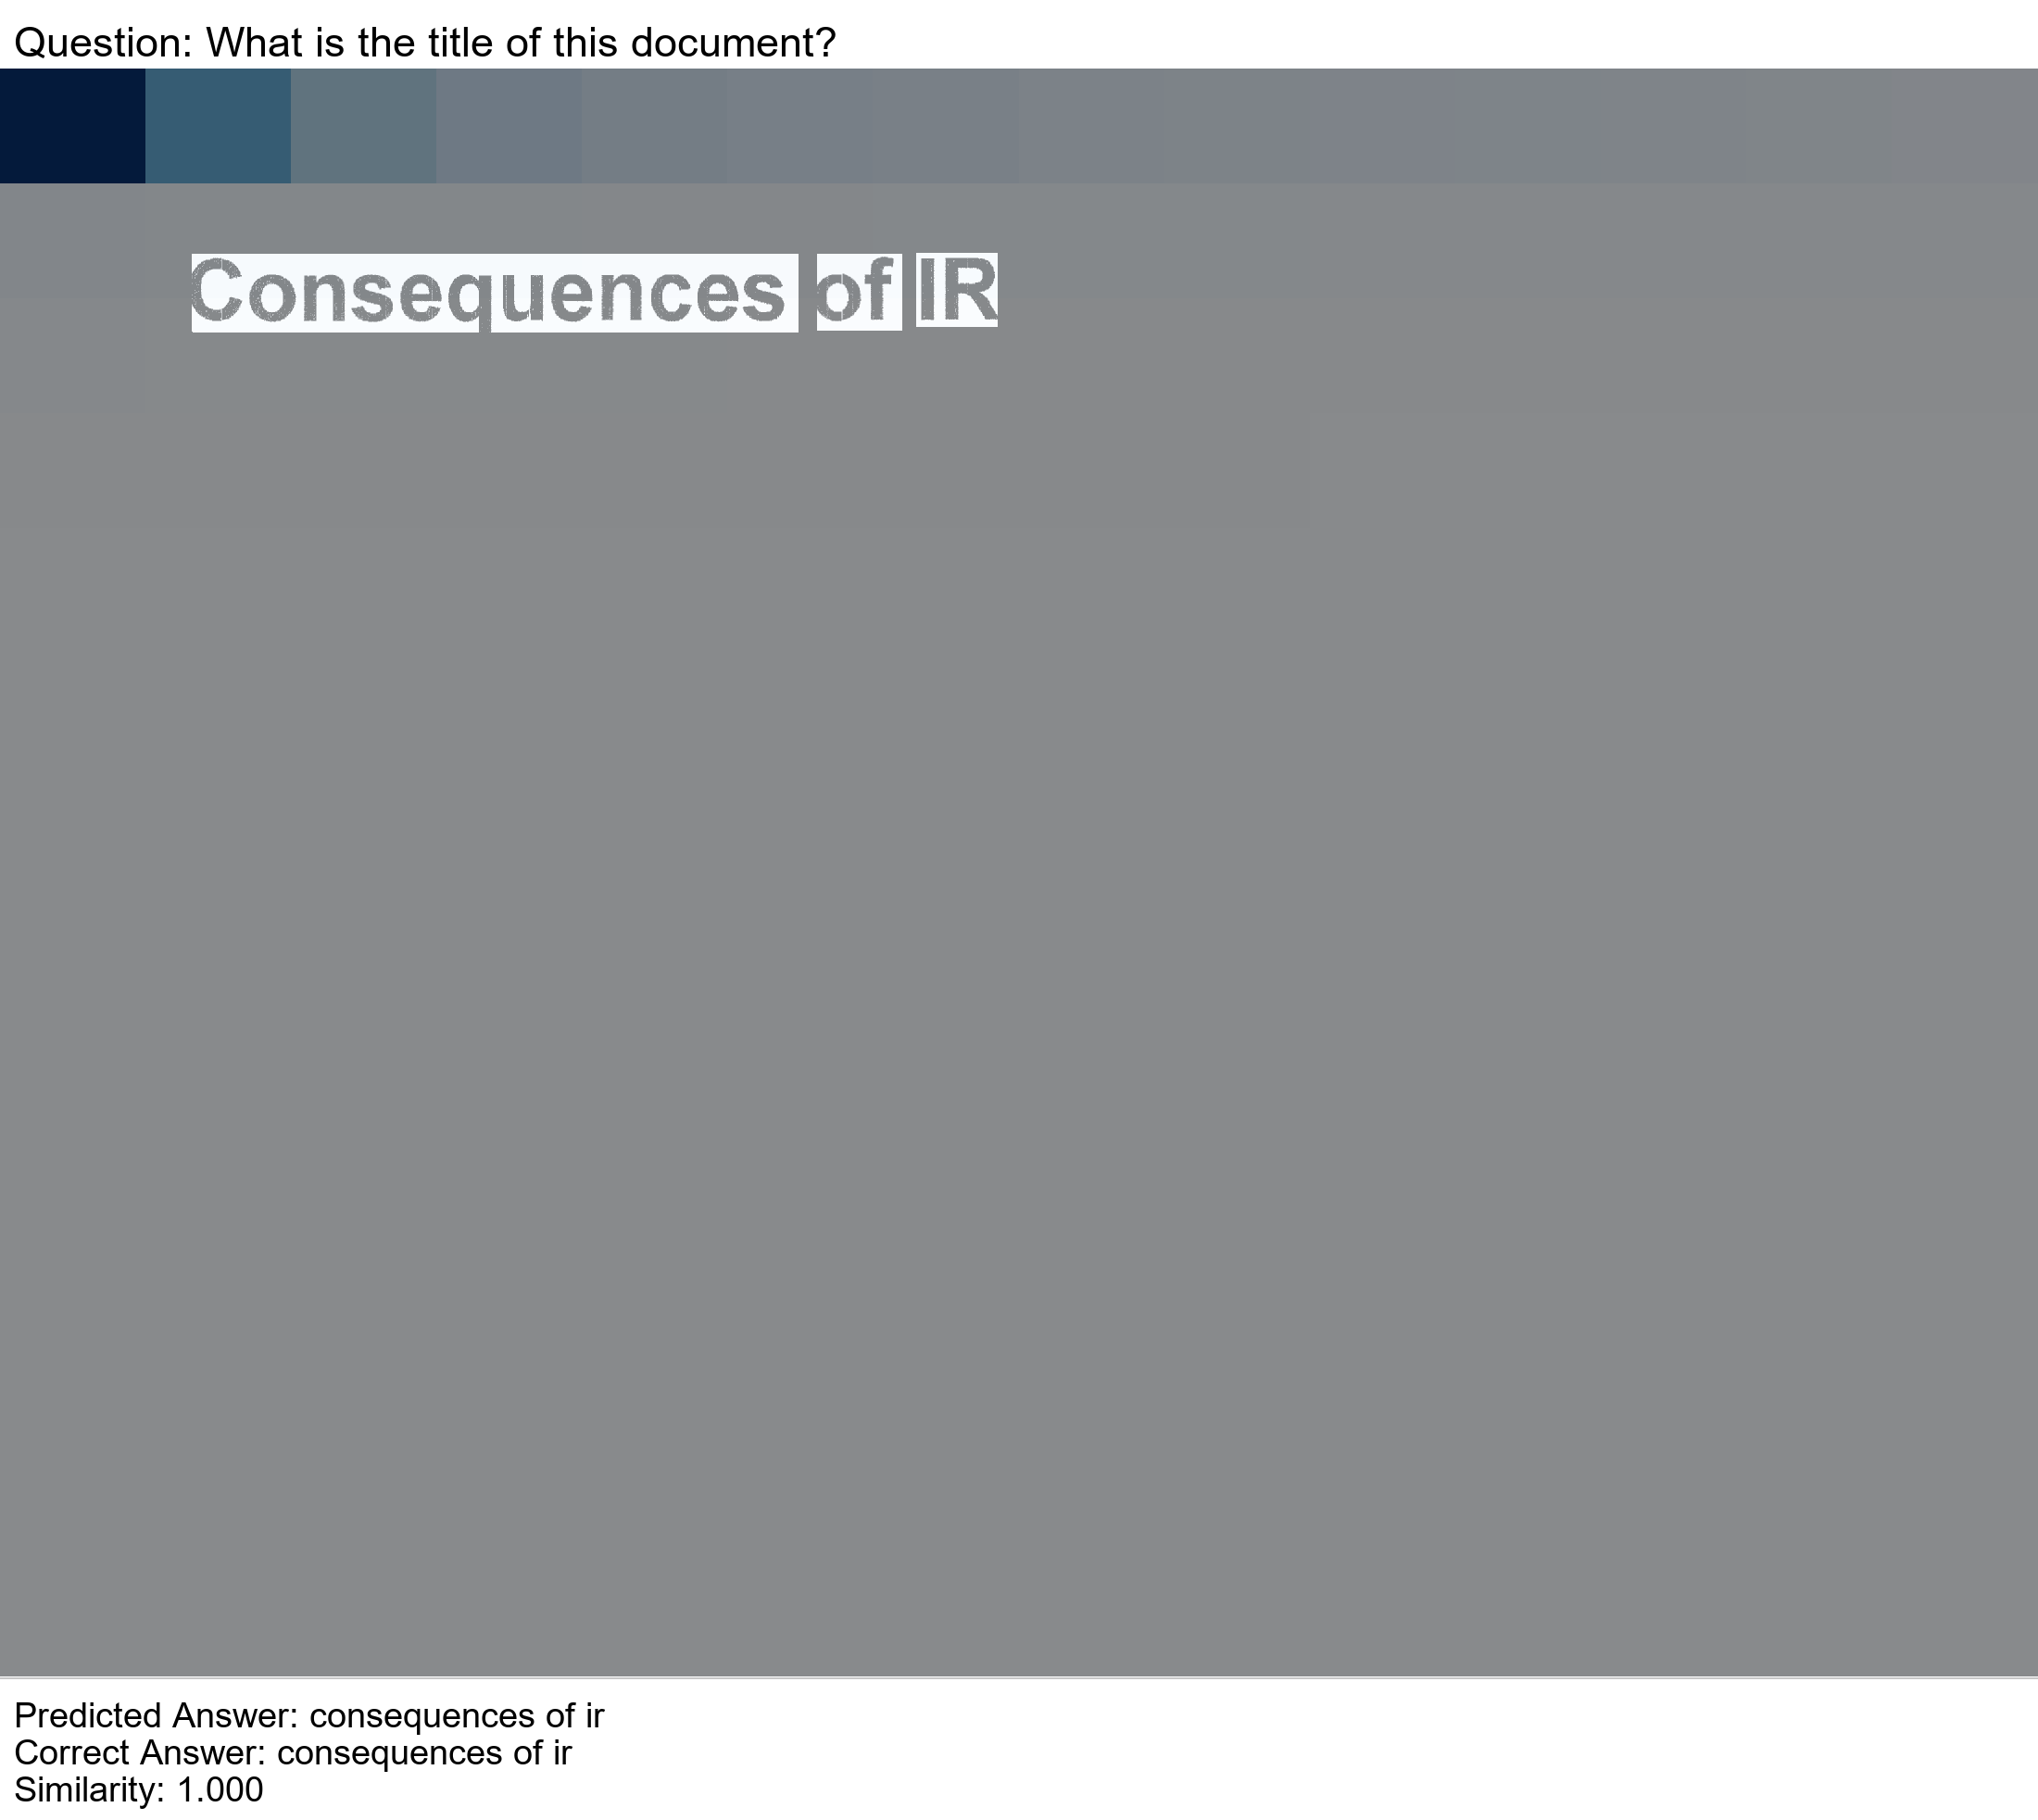 Question: What is the title of this document?
Consequences of IR
Predicted Answer: consequences of ir
Correct Answer: consequences of ir
Similarity: 1.000